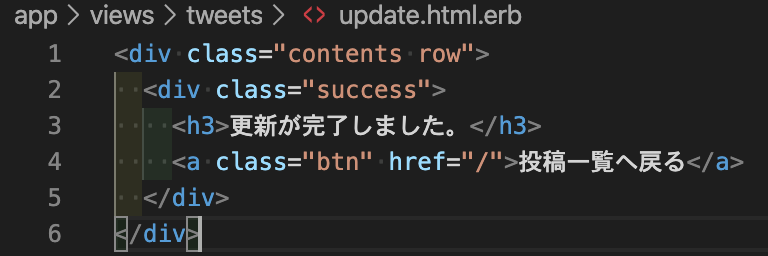 app > views > tweets > <> update.html.erb
1 <div class="contents row">
2 <div class="success">
3 <h3>更新が完了しました。</h3>
4 <a class="btn" href="/">投稿一覧へ戻る</a>
5 </div>
6 </div>